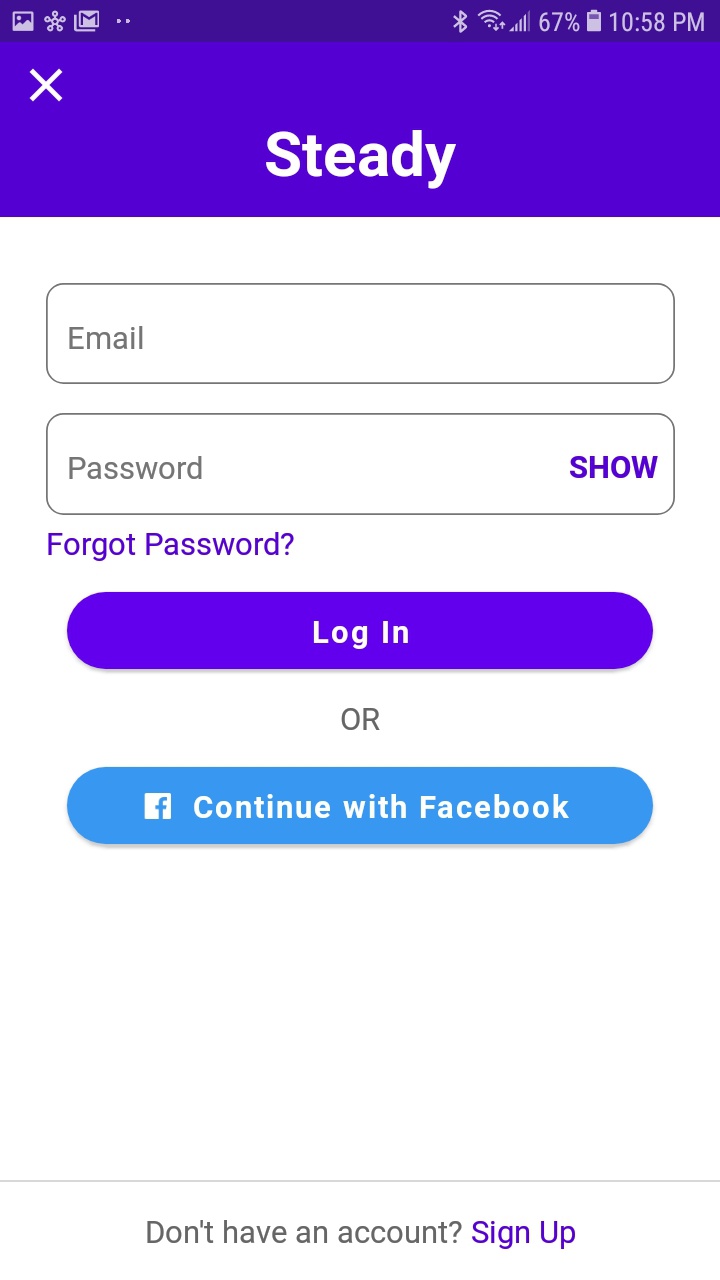 67% 10:58 PM
Steady
Email
Password SHOW
Forgot Password?
Log In
OR
Continue with Facebook
Don't have an account? Sign Up